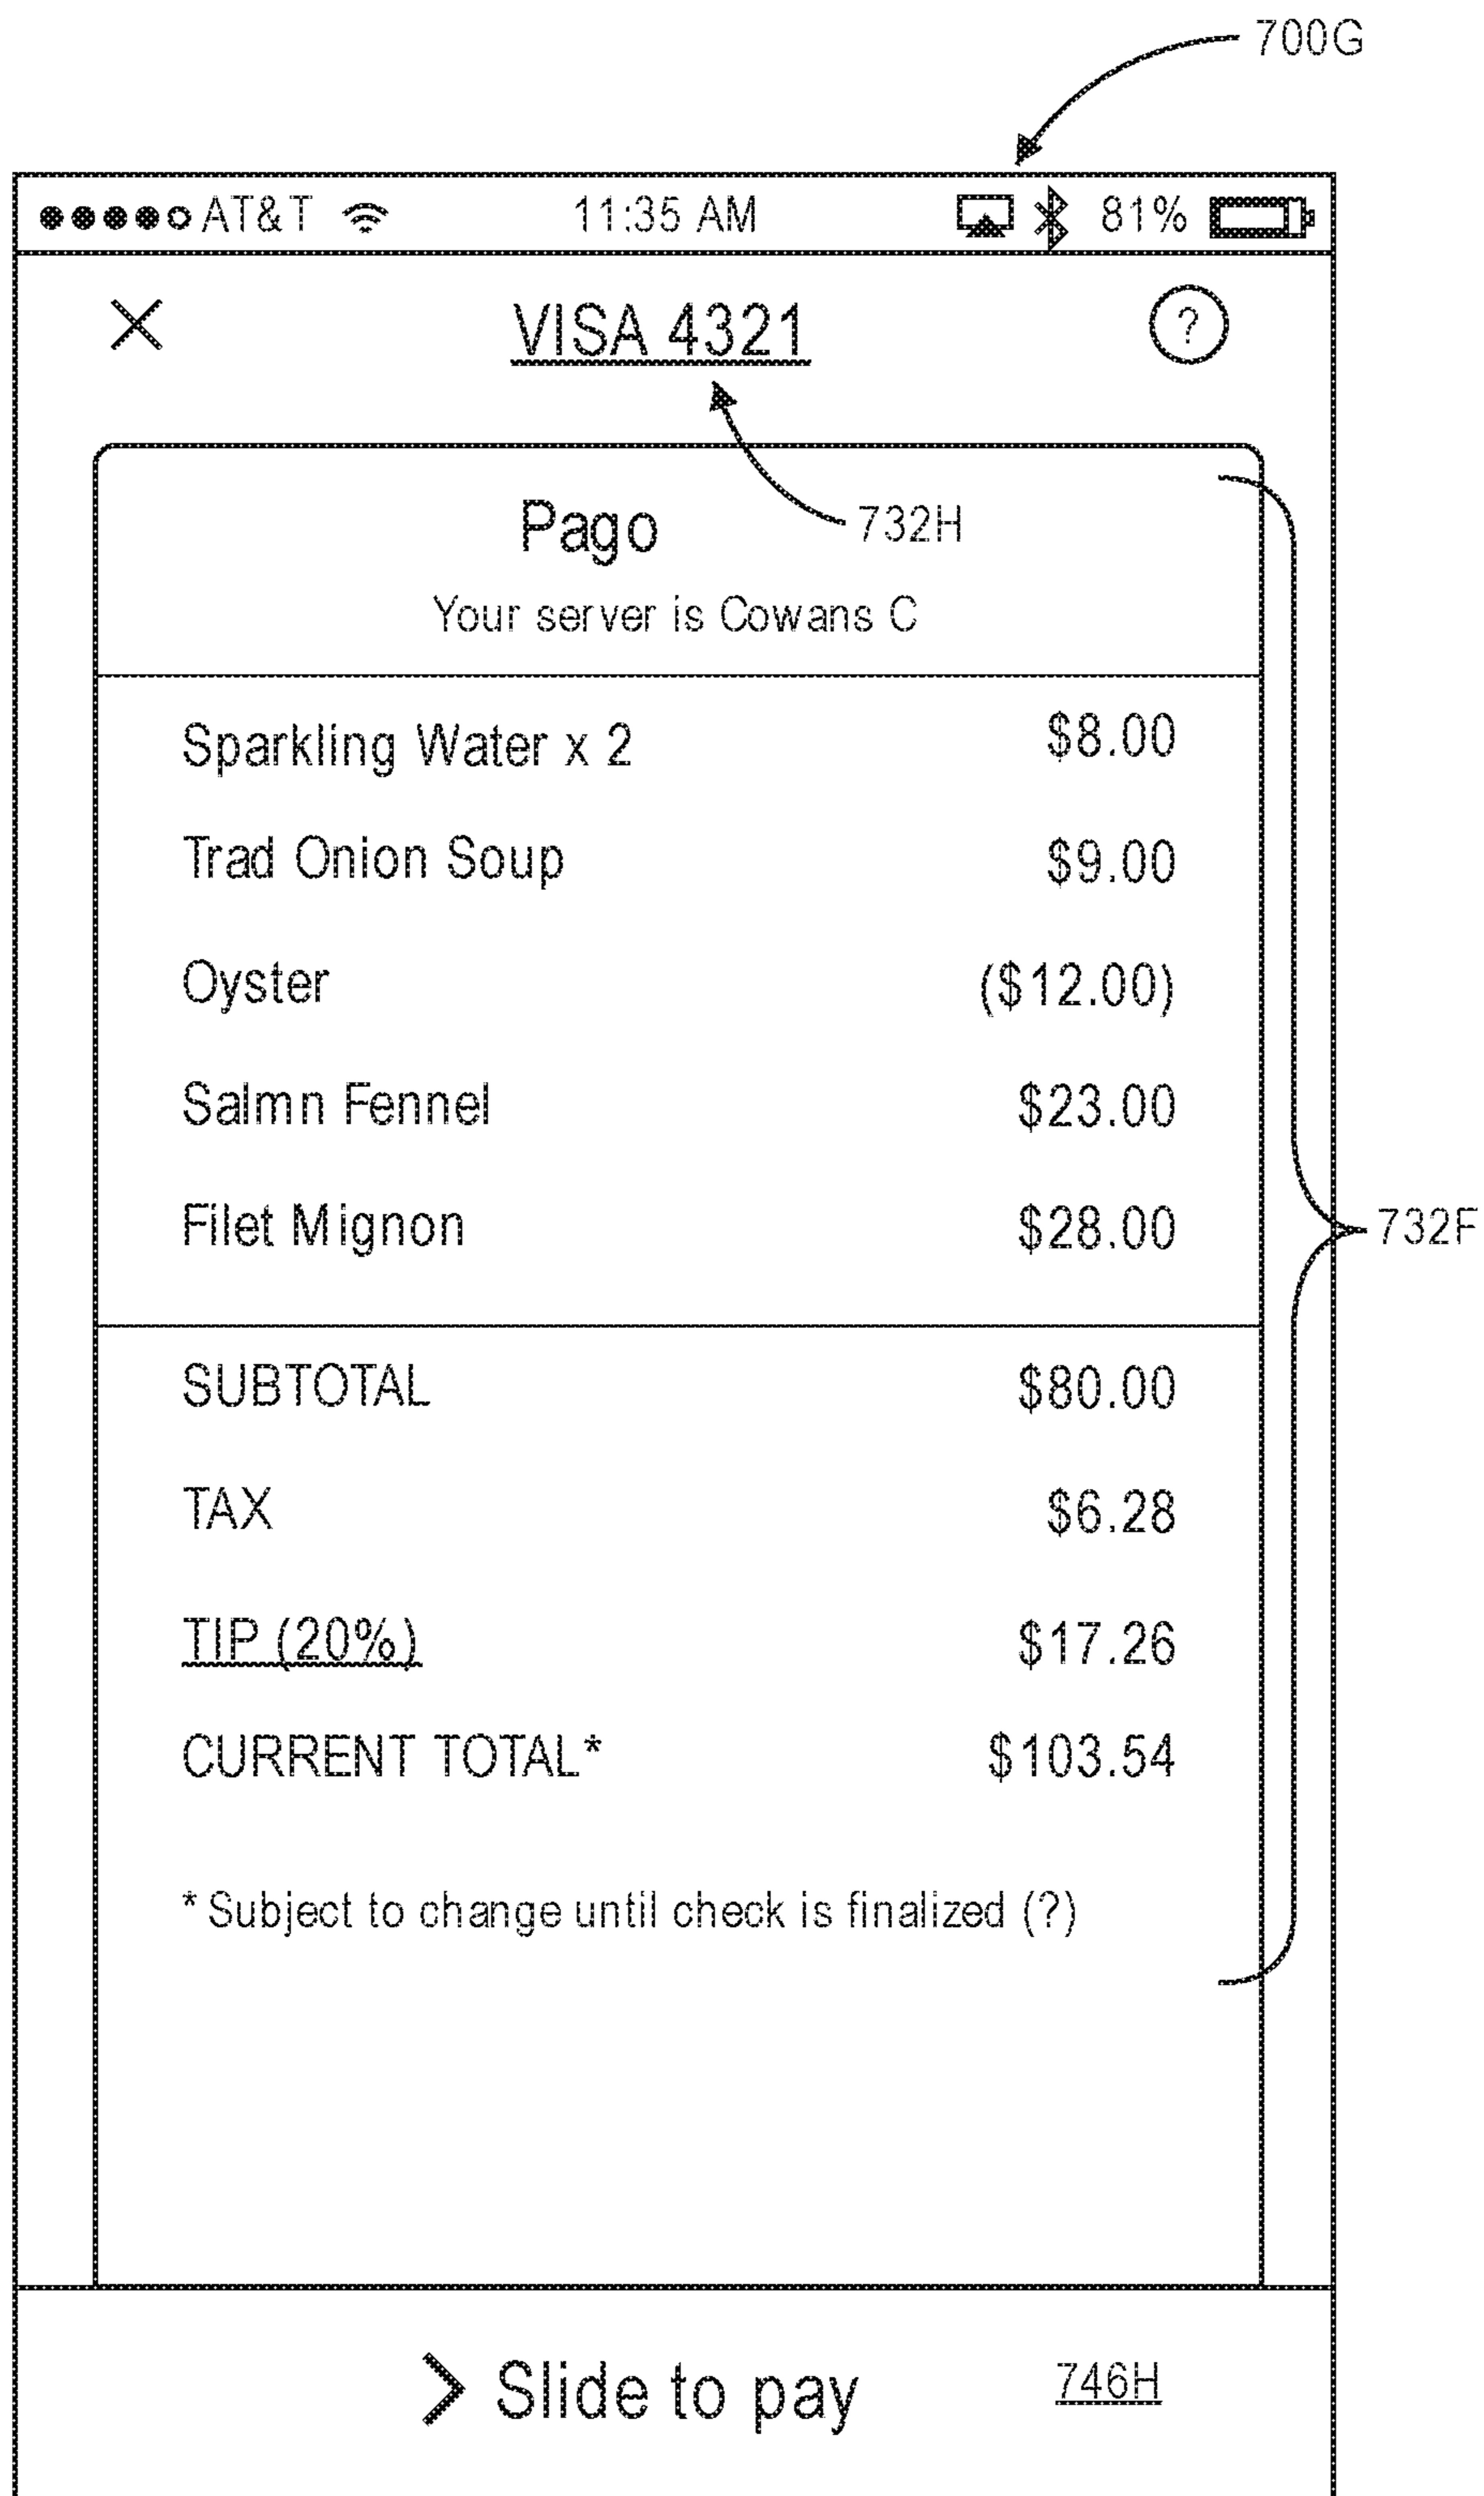 700G
AT&T 11:35 AM 81%
VISA 4321 ?
732H
Pago
Your server is Cowans C
Sparkling Water x 2 $8.00
Trad Onion Soup $9.00
Oyster ($12.00)
Salmn Fennel $23.00
Filet Mignon $28.00
732F
SUBTOTAL $80.00
TAX $6.28
TIP (20%) $17.26
CURRENT TOTAL* $103.54
* Subject to change until check is finalized (?)
> Slide to pay 746H